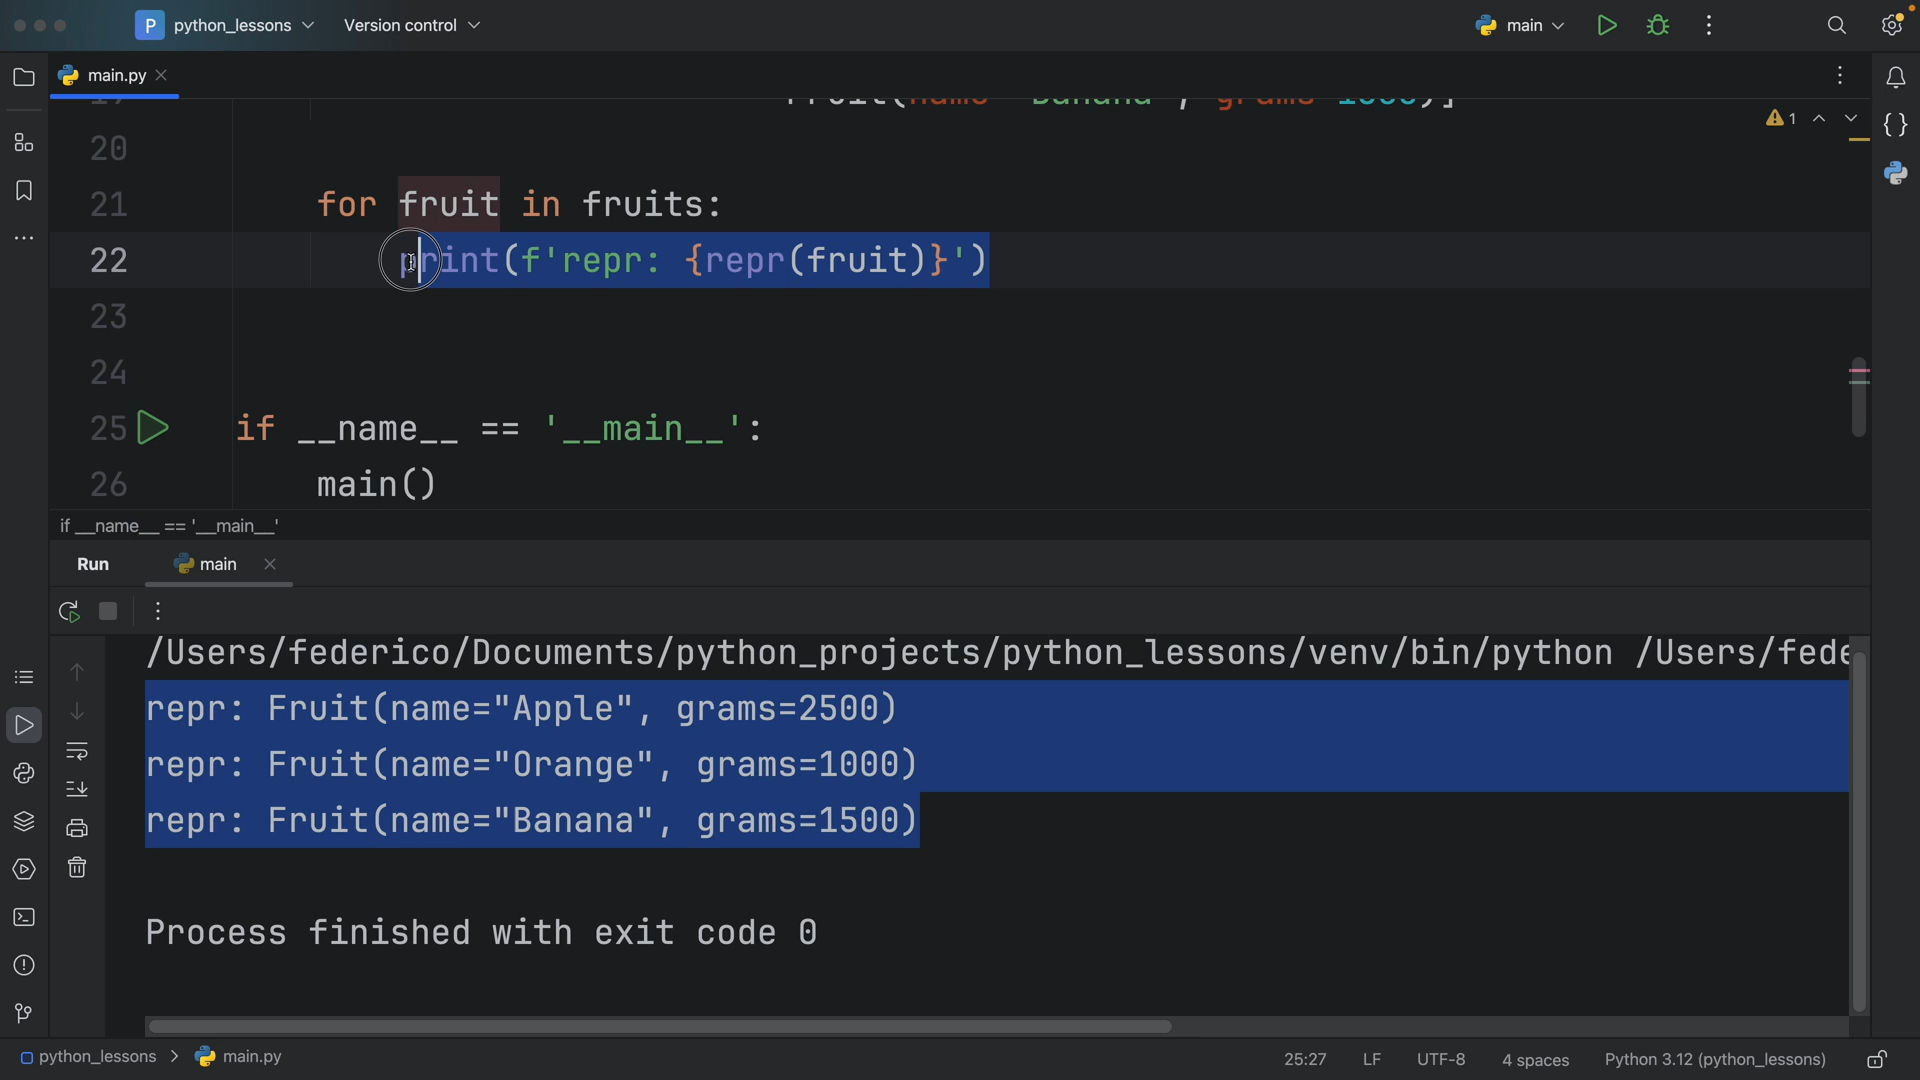 P python_lessons Version control main
main.py
20
21 for fruit in fruits:
22 print(f'repr: {repr(fruit)}')
23
24
25 if __name__ == '__main__':
26 main()
1
if __name__ == '__main__'
Run main
/Users/federico/Documents/python_projects/python_lessons/venv/bin/python /Users/fede
repr: Fruit(name="Apple", grams=2500)
repr: Fruit(name="Orange", grams=1000)
repr: Fruit(name="Banana", grams=1500)
Process finished with exit code 0
python_lessons > main.py 25:27 LF UTF-8 4 spaces Python 3.12 (python_lessons)